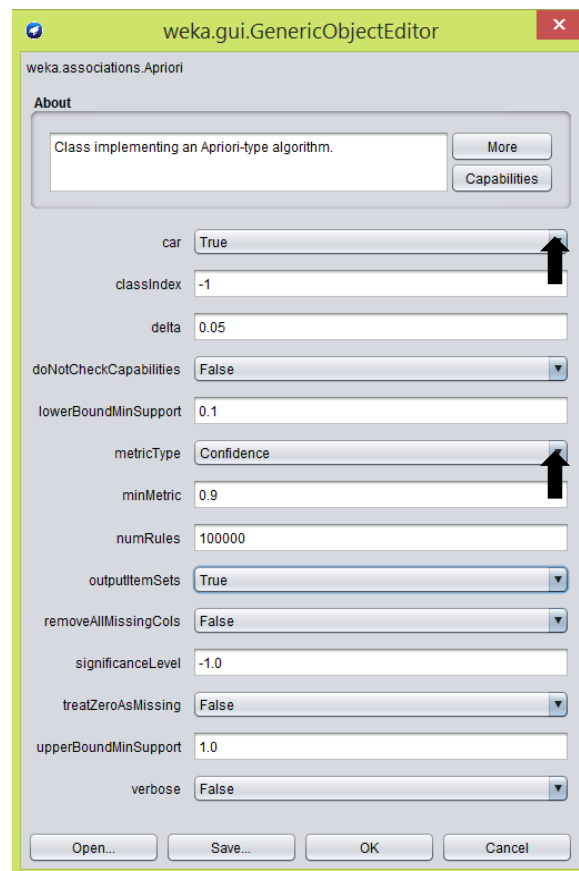 weka.gui.GenericObjectEditor
weka.associations.Apriori
About
Class implementing an Apriori-type algorithm.
More
Capabilities
car True
classIndex -1
delta 0.05
doNotCheckCapabilities False
lowerBoundMinSupport 0.1
metricType Confidence
minMetric 0.9
numRules 100000
outputItemSets True
removeAllMissingCols False
significanceLevel -1.0
treatZeroAsMissing False
upperBoundMinSupport 1.0
verbose False
Open... Save... OK Cancel